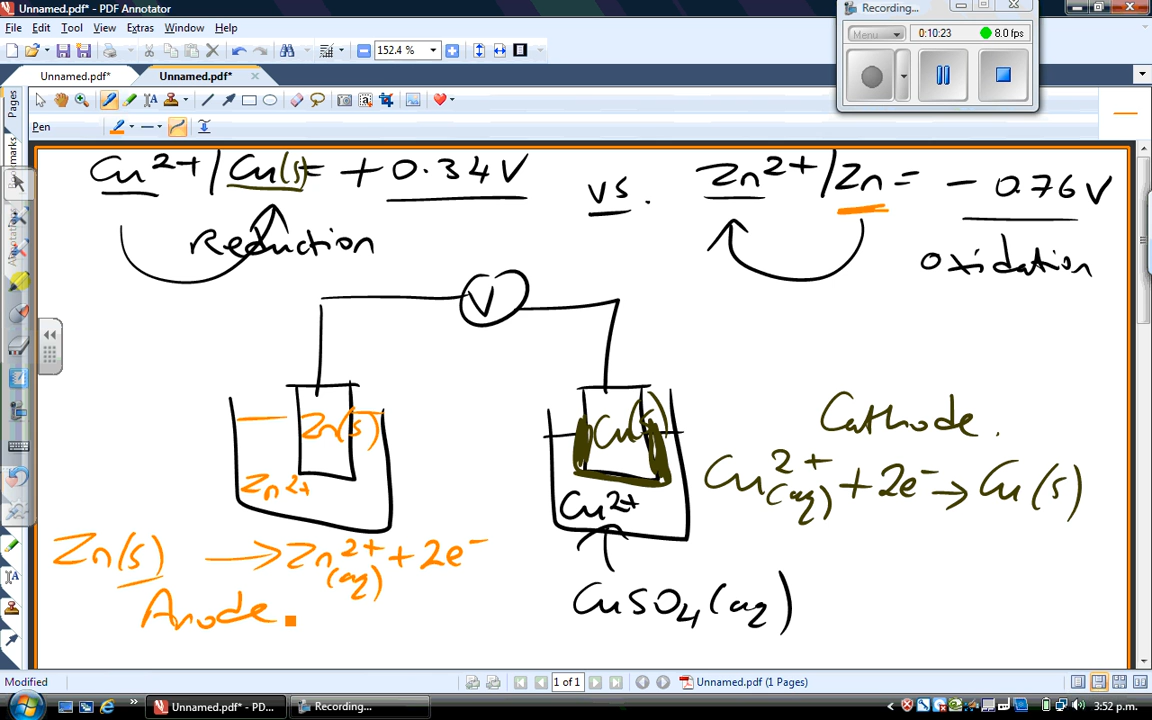 Unnamed.pdf* - PDF Annotator
Recording...
File Edit Tool View Extras Window Help
Menu 0:10:23 8.0 fps
152.4 %
Unnamed.pdf* Unnamed.pdf*
Pen
Pages
Bookmarks
Cu2+/Cu(s) = +0.34V vs. Zn2+/Zn = -0.76V
Reduction oxidation
V
Zn(s) Cu(s) Cathode.
Zn2+ Cu2+ Cu2+(aq) + 2e- → Cu(s)
Zn(s) → Zn2+(aq) + 2e-
Anode. CuSO4(aq)
Modified 1 of 1 Unnamed.pdf (1 Pages)
Unnamed.pdf* - PD... Recording... 3:52 p.m.